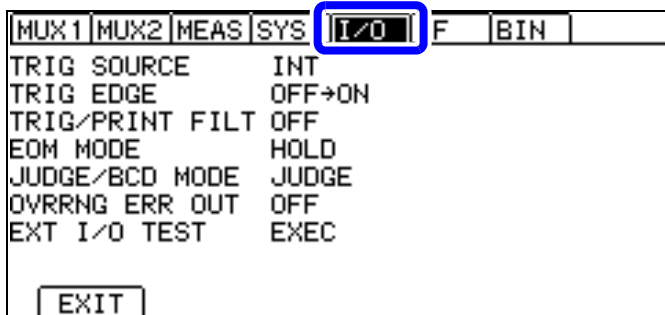 MUX1 MUX2 MEAS SYS I/O F BIN
TRIG SOURCE INT
TRIG EDGE OFF→ON
TRIG/PRINT FILT OFF
EOM MODE HOLD
JUDGE/BCD MODE JUDGE
OVRRNG ERR OUT OFF
EXT I/O TEST EXEC
EXIT